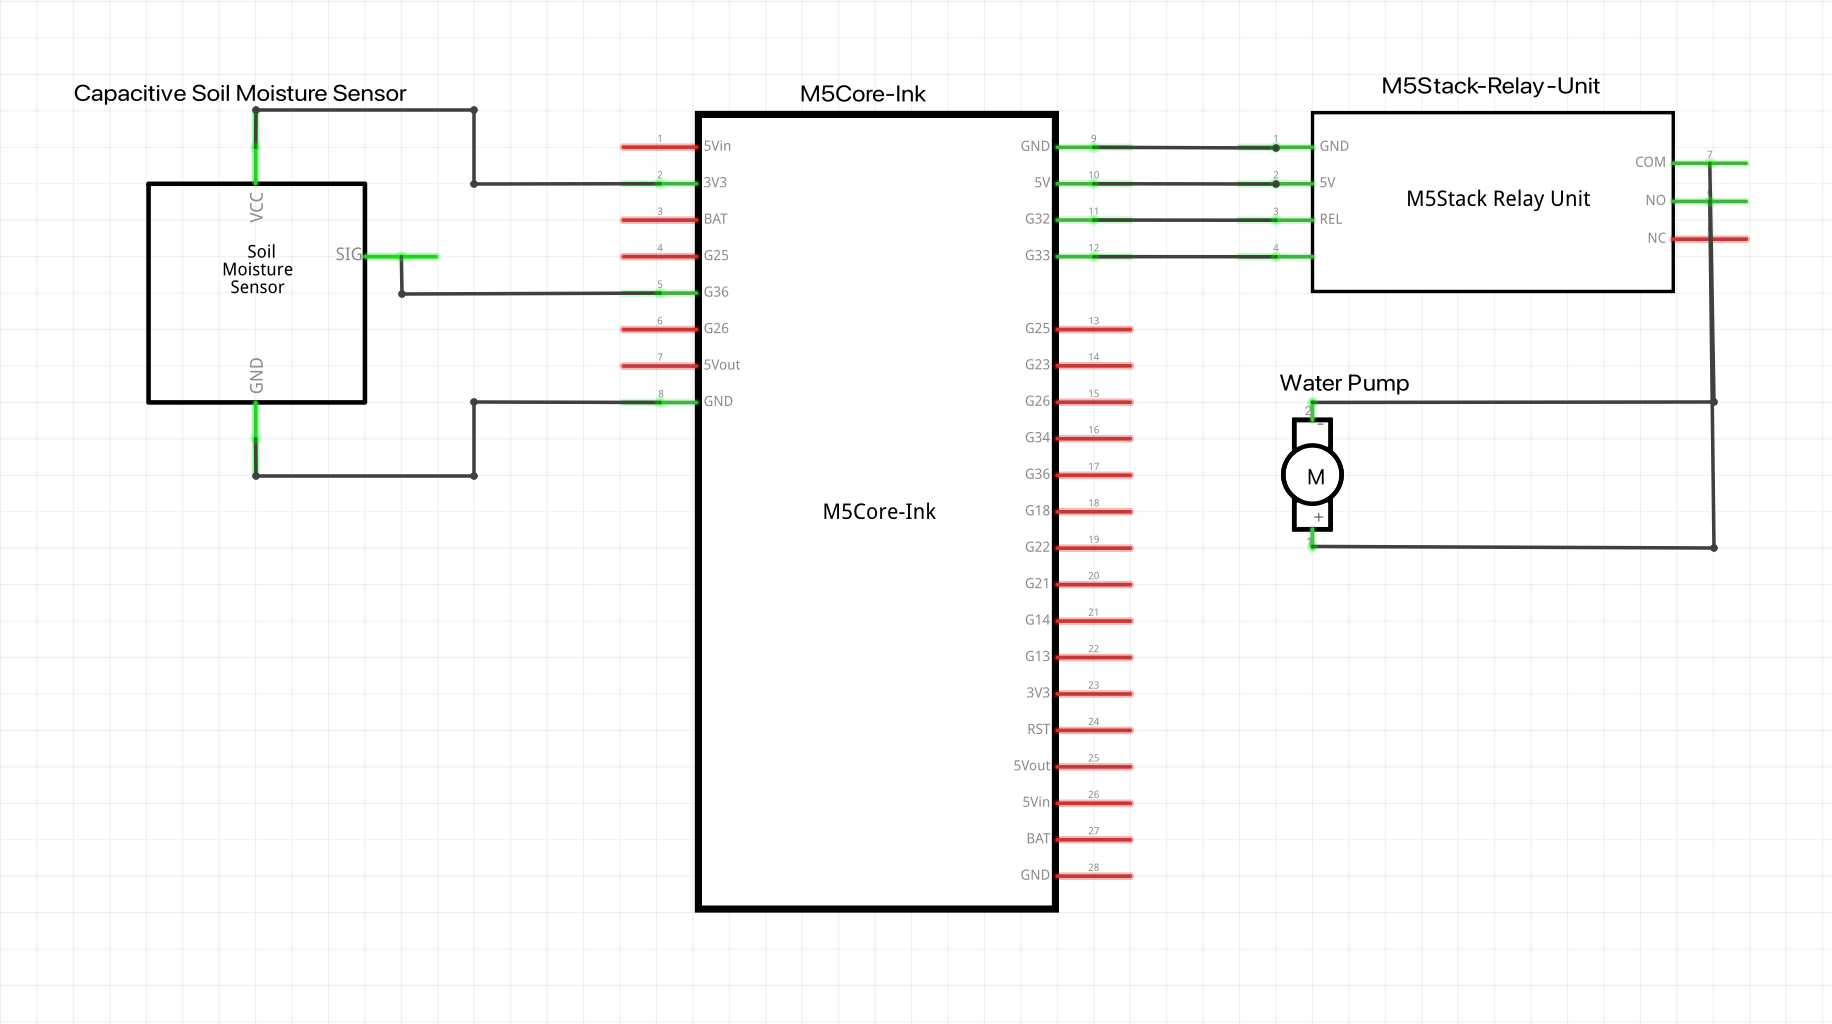 Capacitive Soil Moisture Sensor
VCC
SIG
Soil
Moisture
Sensor
GND
M5Core-Ink
1 5Vin
2 3V3
3 BAT
4 G25
5 G36
6 G26
7 5Vout
8 GND
M5Core-Ink
GND 9
5V 10
G32 11
G33 12
G25 13
G23 14
G26 15
G34 16
G36 17
G18 18
G22 19
G21 20
G14 21
G13 22
3V3 23
RST 24
5Vout 25
5Vin 26
BAT 27
GND 28
M5Stack-Relay-Unit
1 GND
2 5V
3 REL
4
M5Stack Relay Unit
COM 7
NO
NC
Water Pump
2
-
M
+
1